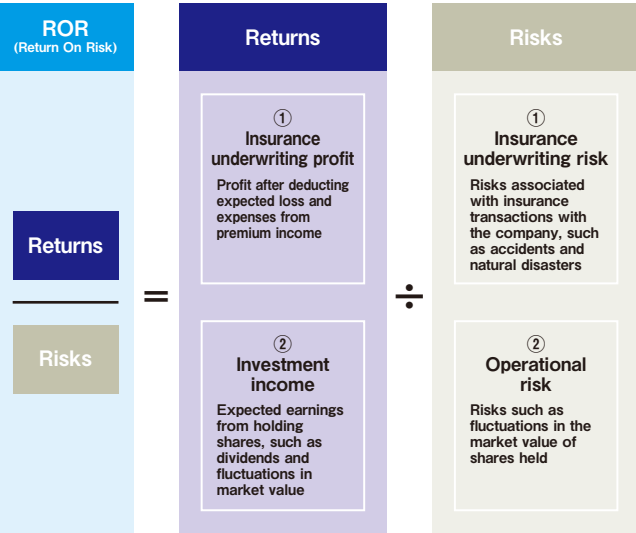 ROR
(Return On Risk)
Returns
Risks
=
Returns
①
Insurance
underwriting profit
Profit after deducting
expected loss and
expenses from
premium income
②
Investment
income
Expected earnings
from holding
shares, such as
dividends and
fluctuations in
market value
÷
Risks
①
Insurance
underwriting risk
Risks associated
with insurance
transactions with
the company, such
as accidents and
natural disasters
②
Operational
risk
Risks such as
fluctuations in the
market value of
shares held